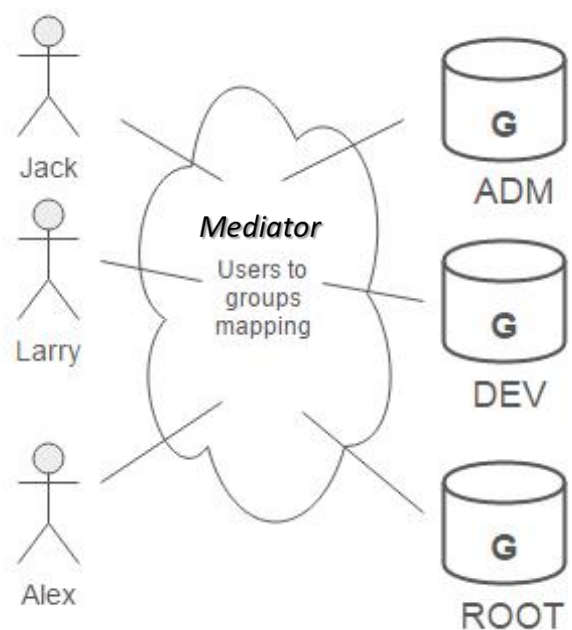 Jack
Larry
Alex
Mediator
Users to
groups
mapping
G
ADM
G
DEV
G
ROOT